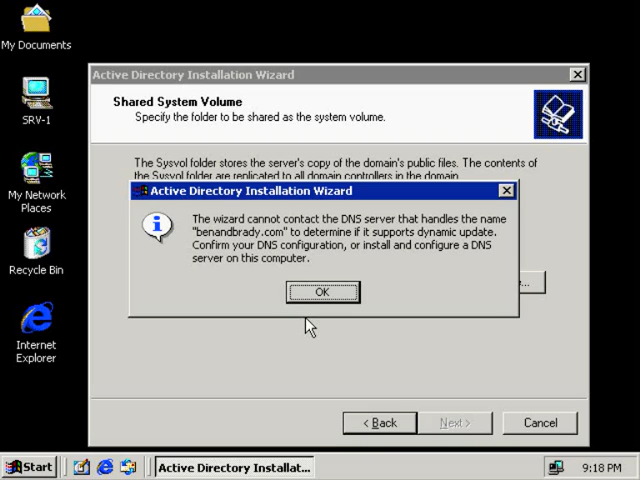 My Documents
SRV-1
My Network
Places
Recycle Bin
Internet
Explorer
Active Directory Installation Wizard
Shared System Volume
Specify the folder to be shared as the system volume.
The Sysvol folder stores the server's copy of the domain's public files. The contents of
the Sysvol folder are replicated to all domain controllers in the domain.
Active Directory Installation Wizard
The wizard cannot contact the DNS server that handles the name
"benandbrady.com" to determine if it supports dynamic update.
Confirm your DNS configuration, or install and configure a DNS
server on this computer.
OK
< Back
Next >
Cancel
Start
Active Directory Installat...
9:18 PM